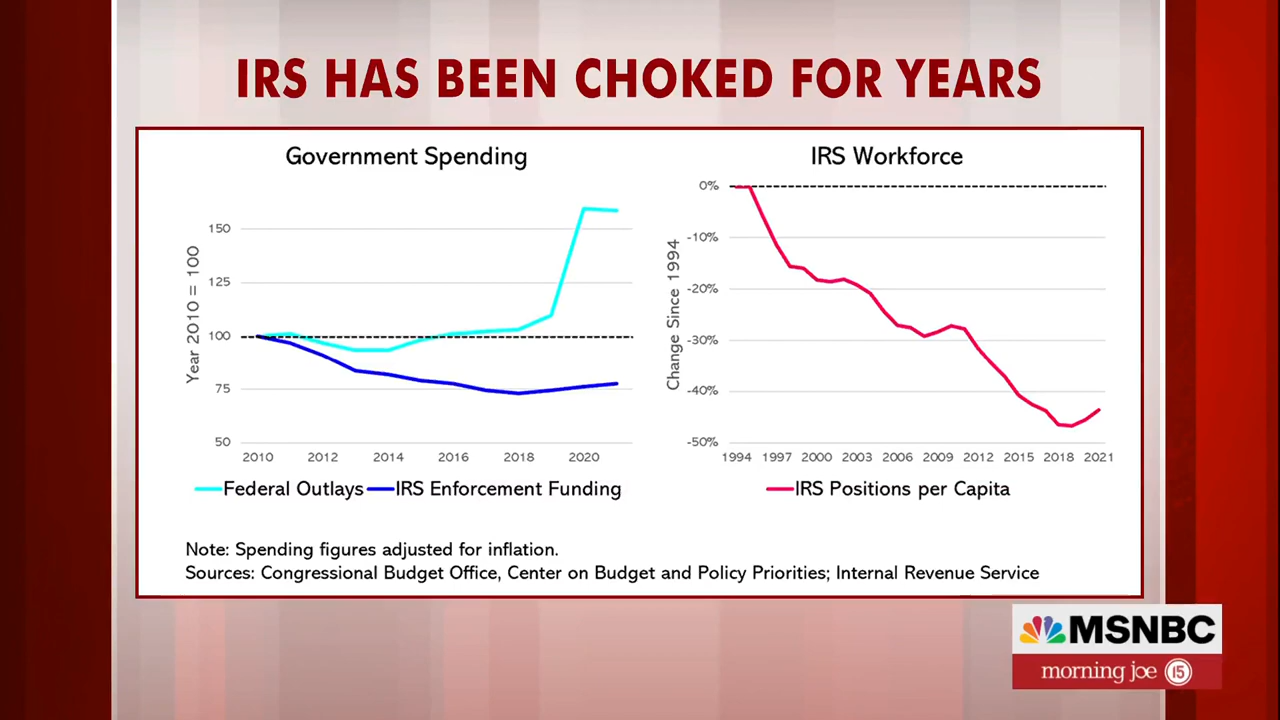 IRS HAS BEEN CHOKED FOR YEARS
Government Spending
Year 2010 = 100
150
125
100
75
50
2010 2012 2014 2016 2018 2020
Federal Outlays IRS Enforcement Funding
IRS Workforce
Change Since 1994
0%
-10%
-20%
-30%
-40%
-50%
1994 1997 2000 2003 2006 2009 2012 2015 2018 2021
IRS Positions per Capita
Note: Spending figures adjusted for inflation.
Sources: Congressional Budget Office, Center on Budget and Policy Priorities; Internal Revenue Service
MSNBC
morning joe 15